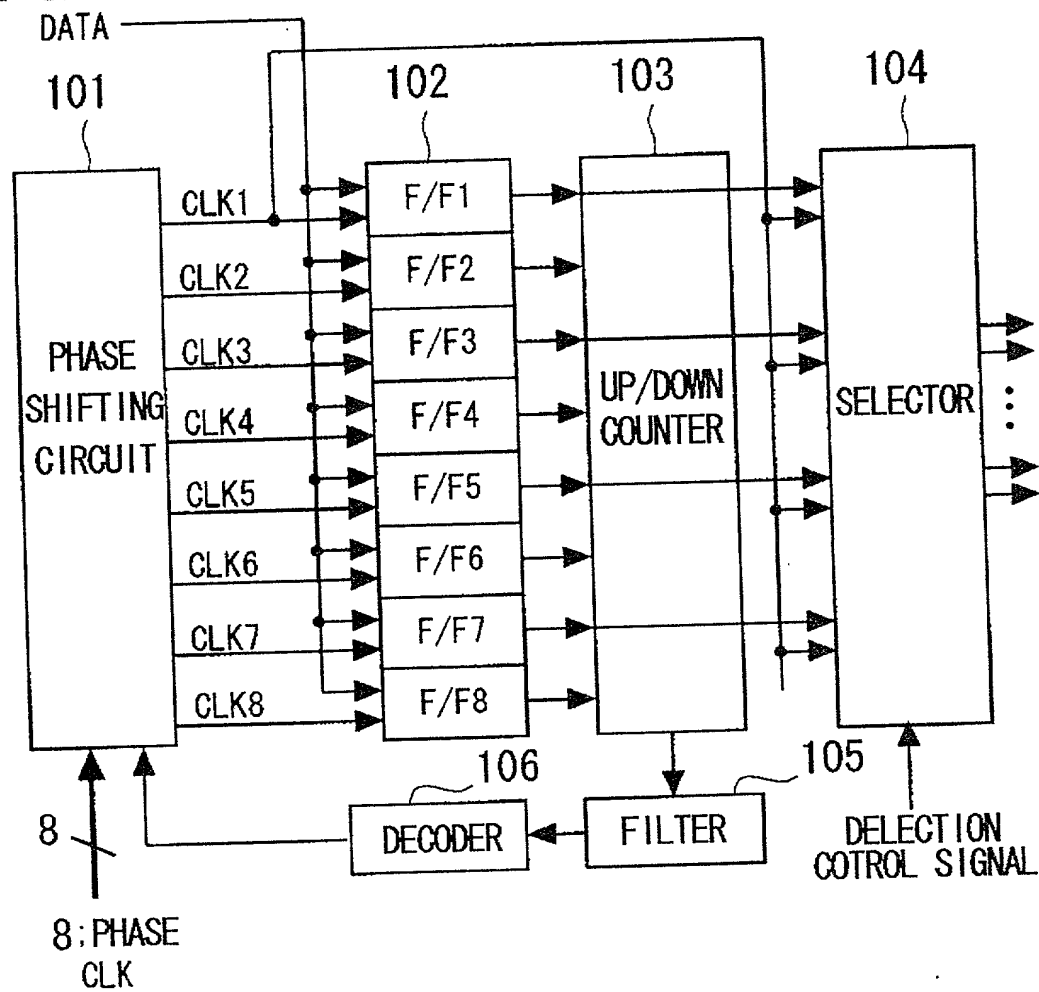 DATA
101
102
103
104
CLK1
CLK2
CLK3
CLK4
CLK5
CLK6
CLK7
CLK8
PHASE
SHIFTING
CIRCUIT
F/F1
F/F2
F/F3
F/F4
F/F5
F/F6
F/F7
F/F8
UP/DOWN
COUNTER
SELECTOR
106
105
DECODER
FILTER
DELECTION
COTROL SIGNAL
8
8;PHASE
CLK